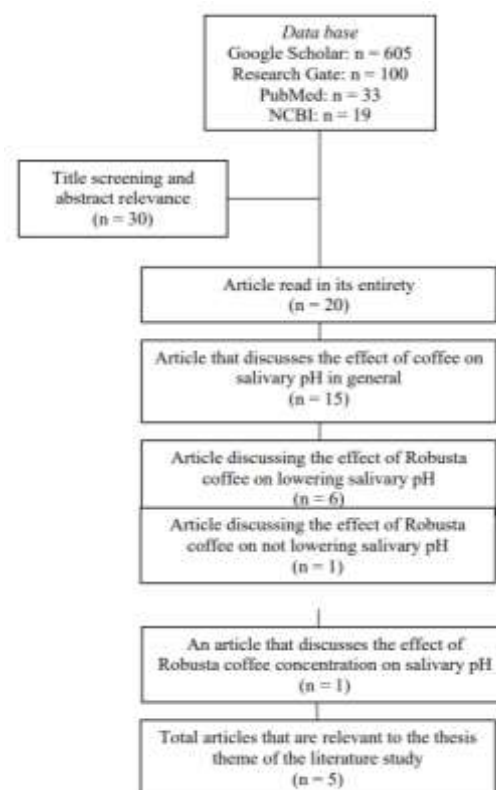 Data base
Google Scholar: n = 605
Research Gate: n = 100
PubMed: n = 33
NCBI: n = 19
Title screening and
abstract relevance
(n = 30)
Article read in its entirety
(n = 20)
Article that discusses the effect of coffee on
salivary pH in general
(n = 15)
Article discussing the effect of Robusta
coffee on lowering salivary pH
(n = 6)
Article discussing the effect of Robusta
coffee on not lowering salivary pH
(n = 1)
An article that discusses the effect of
Robusta coffee concentration on salivary pH
(n = 1)
Total articles that are relevant to the thesis
theme of the literature study
(n = 5)